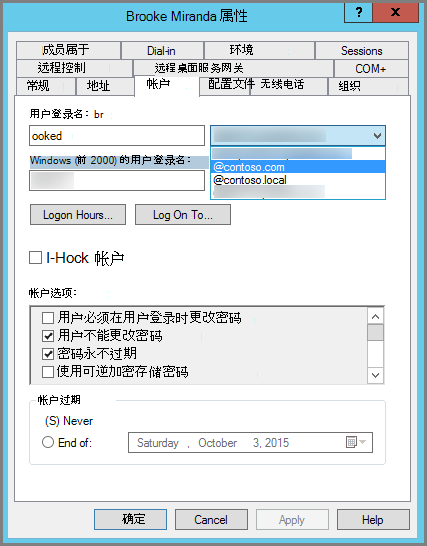 Brooke Miranda 属性
?
x
成员属于
Dial-in
环境
Sessions
远程控制
远程桌面服务网关
COM+
常规
地址
帐户
配置文件
无线电话
组织
用户登录名：br
ooked
Windows (前 2000) 的用户登录名：
@contoso.com
@contoso.local
Logon Hours...
Log On To...
I-Hock 帐户
帐户选项：
用户必须在用户登录时更改密码
用户不能更改密码
密码永不过期
使用可逆加密存储密码
帐户过期
(S) Never
End of:
Saturday , October 3, 2015
确定
Cancel
Apply
Help